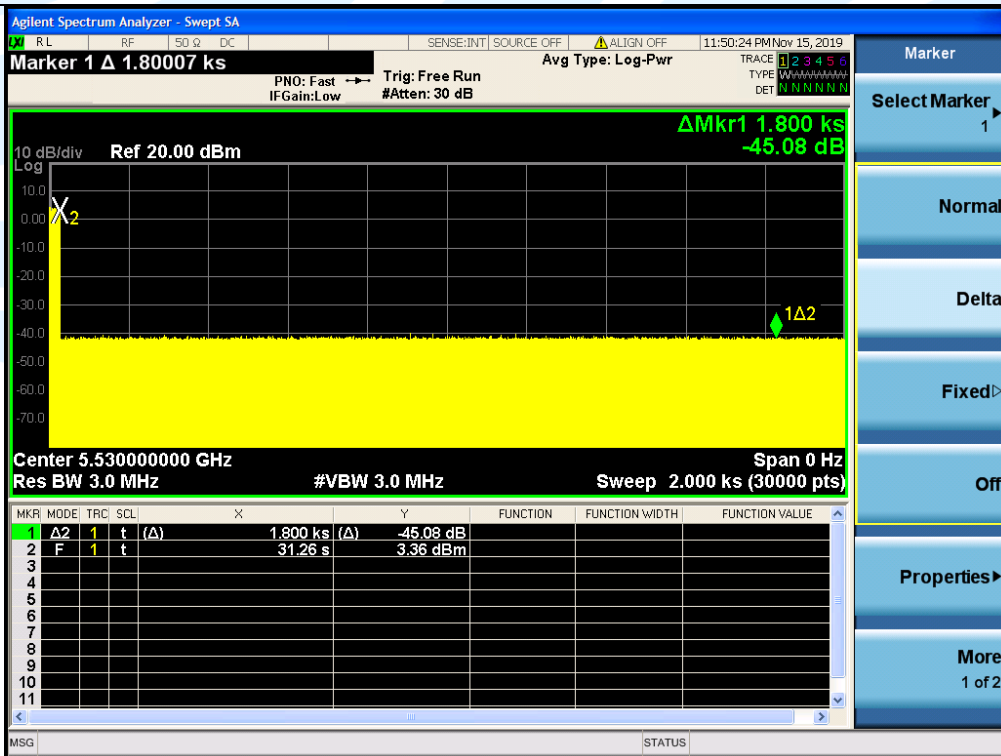 Agilent Spectrum Analyzer - Swept SA
LXI RL RF 50 Ω DC SENSE:INT SOURCE OFF ⚠ALIGN OFF 11:50:24 PM Nov 15, 2019
Marker 1 Δ 1.80007 ks
PNO: Fast
IFGain:Low
Trig: Free Run
#Atten: 30 dB
Avg Type: Log-Pwr
TRACE 1 2 3 4 5 6
TYPE W
DET N N N N N N
ΔMkr1 1.800 ks
-45.08 dB
10 dB/div Ref 20.00 dBm
Log
10.0
0.00
-10.0
-20.0
-30.0
-40.0
-50.0
-60.0
-70.0
X2
1Δ2
Center 5.530000000 GHz Span 0 Hz
Res BW 3.0 MHz #VBW 3.0 MHz Sweep 2.000 ks (30000 pts)
MKR MODE TRC SCL X Y FUNCTION FUNCTION WIDTH FUNCTION VALUE
1 Δ2 1 t (Δ) 1.800 ks (Δ) -45.08 dB
2 F 1 t 31.26 s 3.36 dBm
3
4
5
6
7
8
9
10
11
MSG STATUS
Marker
Select Marker
1
Normal
Delta
Fixed
Off
Properties
More
1 of 2